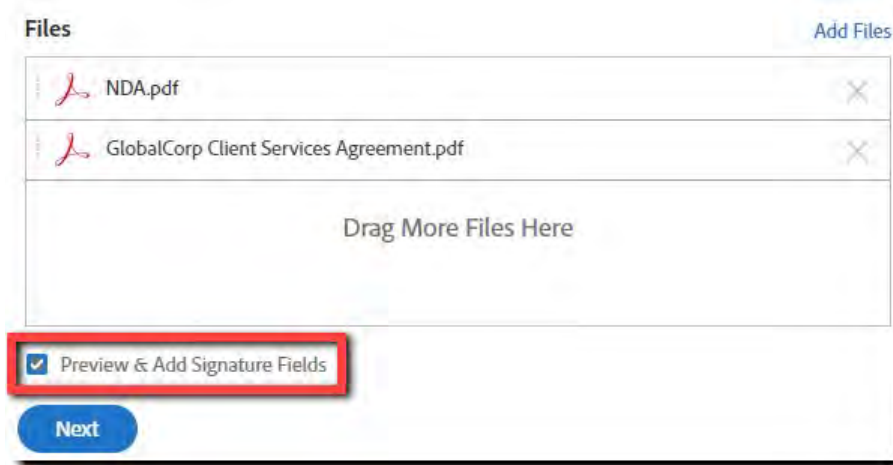 Files
Add Files
NDA.pdf
GlobalCorp Client Services Agreement.pdf
Drag More Files Here
Preview & Add Signature Fields
Next